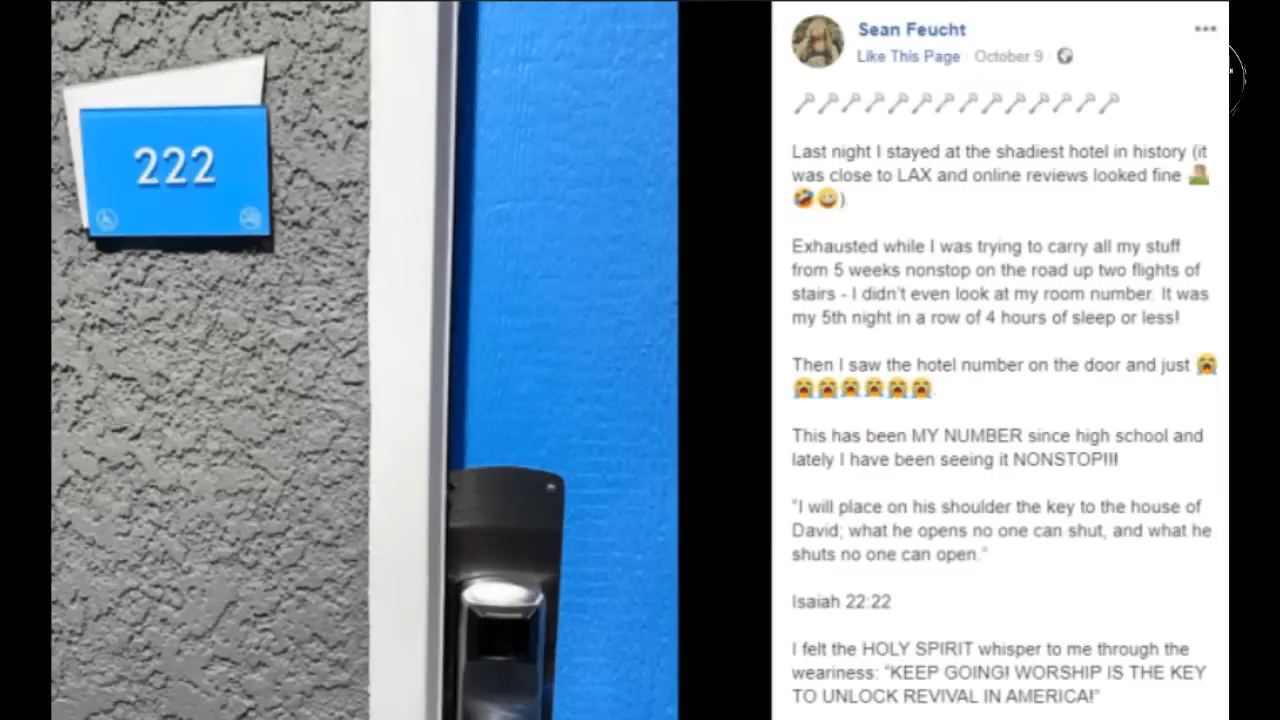 222
Sean Feucht
Like This Page · October 9
Last night I stayed at the shadiest hotel in history (it
was close to LAX and online reviews looked fine 🤦🏼
🤣😀)
Exhausted while I was trying to carry all my stuff
from 5 weeks nonstop on the road up two flights of
stairs - I didn't even look at my room number. It was
my 5th night in a row of 4 hours of sleep or less!
Then I saw the hotel number on the door and just 😭
😭😭😭😭😭😭.
This has been MY NUMBER since high school and
lately I have been seeing it NONSTOP!!!
"I will place on his shoulder the key to the house of
David; what he opens no one can shut, and what he
shuts no one can open."
Isaiah 22:22
I felt the HOLY SPIRIT whisper to me through the
weariness: "KEEP GOING! WORSHIP IS THE KEY
TO UNLOCK REVIVAL IN AMERICA!"